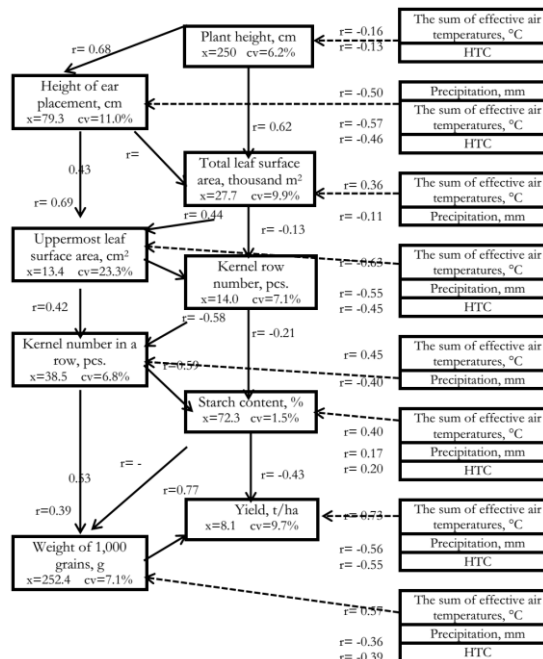 Plant height, cm
x=250 cv=6.2%
r= 0.68
r= -0.16
r= -0.13
The sum of effective air
temperatures, °C
HTC
Height of ear
placement, cm
x=79.3 cv=11.0%
r= -0.50
r= -0.57
r= -0.46
Precipitation, mm
The sum of effective air
temperatures, °C
HTC
r= 0.62
r=
0.43
Total leaf surface
area, thousand m²
x=27.7 cv=9.9%
r= 0.36
r= -0.11
The sum of effective air
temperatures, °C
Precipitation, mm
r= 0.69
r= 0.44
r= -0.13
Uppermost leaf
surface area, cm²
x=13.4 cv=23.3%
Kernel row
number, pcs.
x=14.0 cv=7.1%
r= -0.63
r= -0.55
r= -0.45
The sum of effective air
temperatures, °C
Precipitation, mm
HTC
r=0.42
r= -0.58
r= -0.21
Kernel number in a
row, pcs.
x=38.5 cv=6.8%
r=0.59
r= 0.45
r= -0.40
The sum of effective air
temperatures, °C
Precipitation, mm
Starch content, %
x=72.3 cv=1.5%
r= 0.40
r= 0.17
r= 0.20
The sum of effective air
temperatures, °C
Precipitation, mm
HTC
r= -
0.53
r= -0.43
r= 0.77
r=0.39
Yield, t/ha
x=8.1 cv=9.7%
r= 0.73
r= -0.56
r= -0.55
The sum of effective air
temperatures, °C
Precipitation, mm
HTC
Weight of 1,000
grains, g
x=252.4 cv=7.1%
r= 0.57
r= -0.36
r= -0.39
The sum of effective air
temperatures, °C
Precipitation, mm
HTC